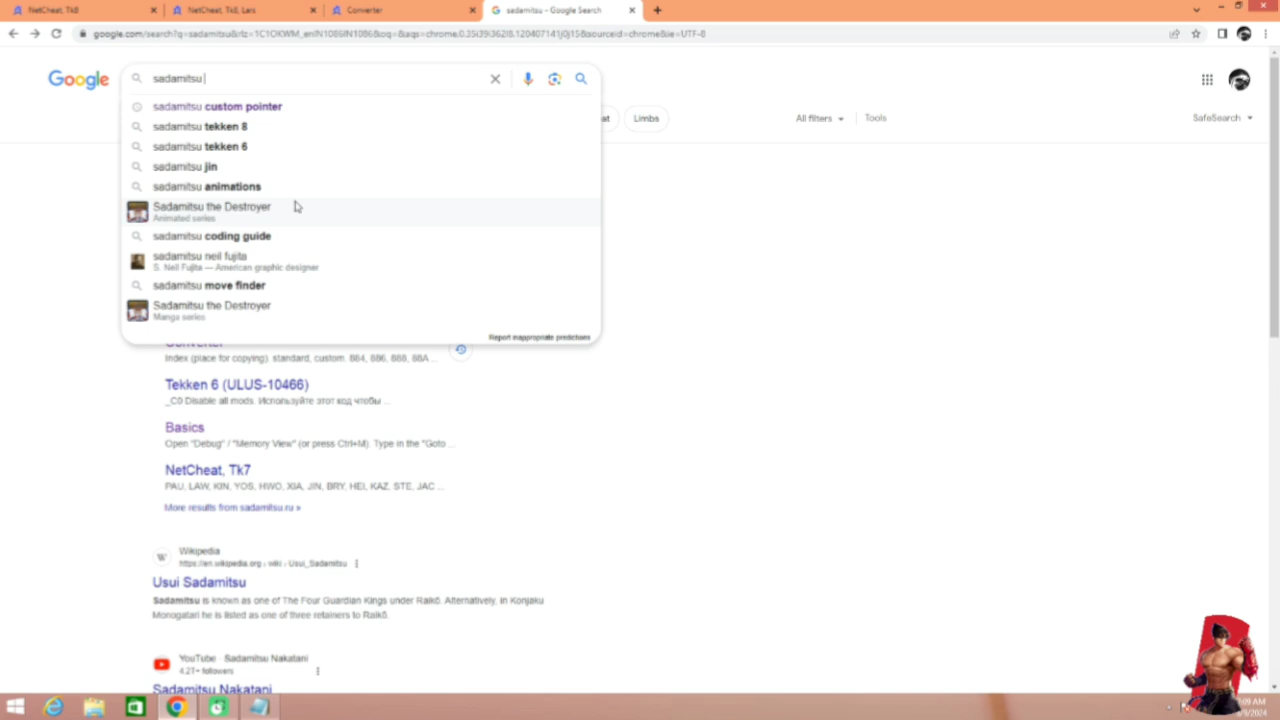 NetCheat, Tk8
NetCheat, Tk8, Lars
Converter
sadamitsu - Google Search
Google
sadamitsu
sadamitsu custom pointer
sadamitsu tekken 8
sadamitsu tekken 6
sadamitsu jin
sadamitsu animations
Sadamitsu the Destroyer
Animated series
sadamitsu coding guide
sadamitsu neil fujita
S. Neil Fujita — American graphic designer
sadamitsu move finder
Sadamitsu the Destroyer
Manga series
Report inappropriate predictions
at
Limbs
All filters
Tools
SafeSearch
Converter
Index (place for copying). standard, custom. 884, 886, 888, 88A ...
Tekken 6 (ULUS-10466)
_C0 Disable all mods. Используйте этот код чтобы ...
Basics
Open "Debug" / "Memory View" (or press Ctrl+M). Type in the "Goto ...
NetCheat, Tk7
PAU, LAW, KIN, YOS, HWO, XIA, JIN, BRY, HEI, KAZ, STE, JAC ...
More results from sadamitsu.ru »
W
Wikipedia
https://en.wikipedia.org › wiki › Usui_Sadamitsu
Usui Sadamitsu
Sadamitsu is known as one of The Four Guardian Kings under Raikō. Alternatively, in Konjaku
Monogatari he is listed as one of three retainers to Raikō.
YouTube · Sadamitsu Nakatani
followers
Sadamitsu Nakatani